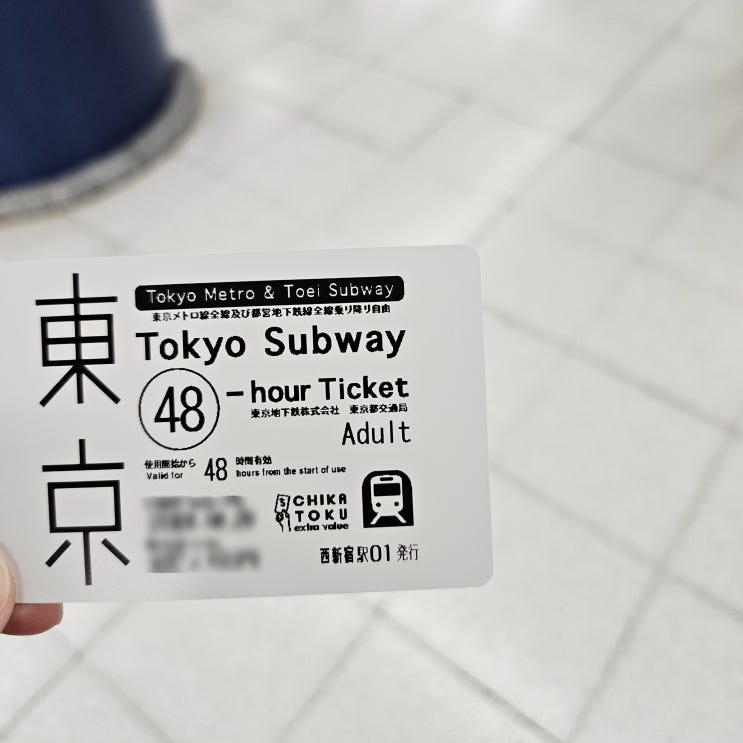 東京
Tokyo Metro & Toei Subway
東京メトロ線全線及び都営地下鉄線全線乗り降り自由
Tokyo Subway
48-hour Ticket
東京地下鉄株式会社 東京都交通局
Adult
使用開始から 48 時間有効
Valid for hours from the start of use
CHIKA
TOKU
extra value
西新宿駅01発行